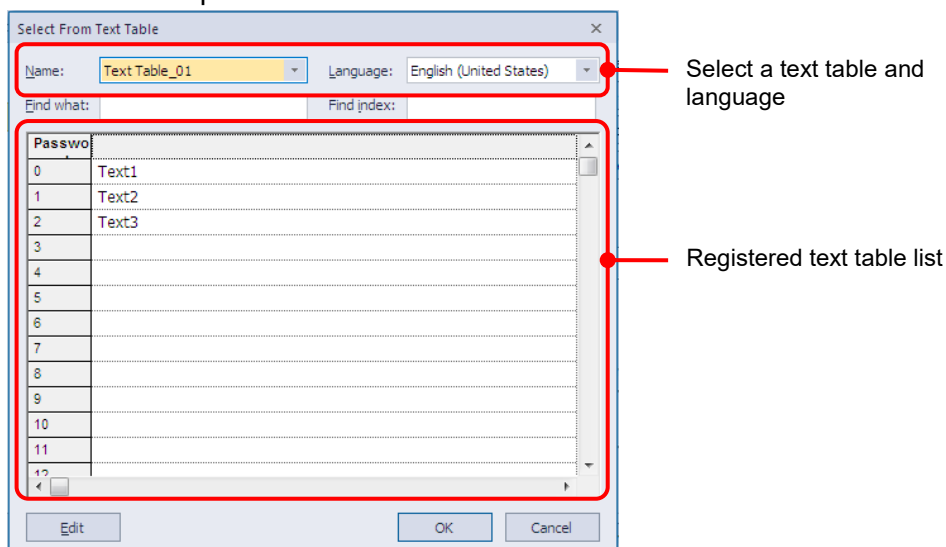 Select From Text Table
Name: Text Table_01 Language: English (United States)
Select a text table and
language
Find what: Find index:
Passwo
0 Text1
1 Text2
2 Text3
3
Registered text table list
4
5
6
7
8
9
10
11
12
Edit OK Cancel